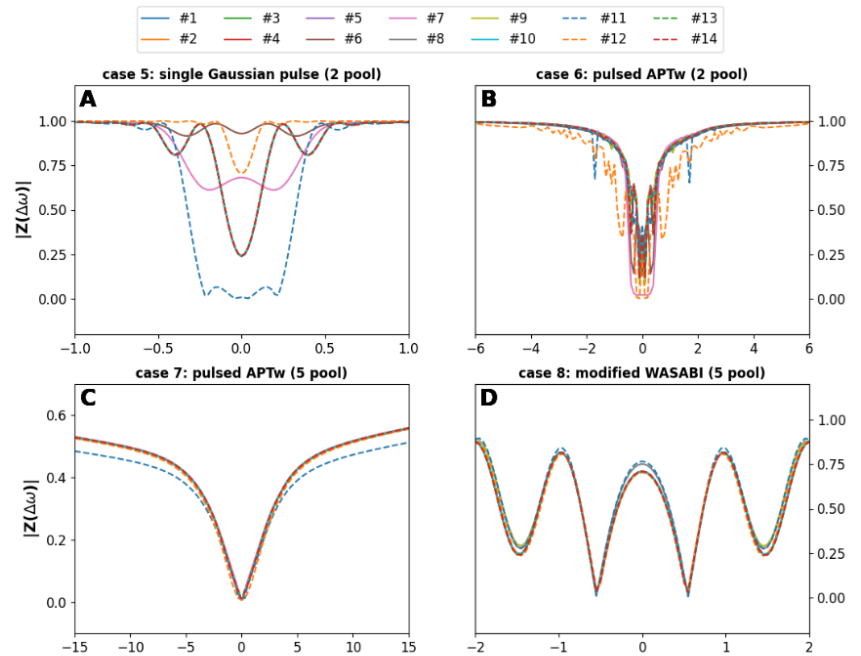 #1 #3 #5 #7 #9 #11 #13
#2 #4 #6 #8 #10 #12 #14
case 5: single Gaussian pulse (2 pool)
A
|Z(Δω)|
1.00
0.75
0.50
0.25
0.00
−1.0 −0.5 0.0 0.5 1.0
case 6: pulsed APTw (2 pool)
B
1.00
0.75
0.50
0.25
0.00
−6 −4 −2 0 2 4 6
case 7: pulsed APTw (5 pool)
C
|Z(Δω)|
0.6
0.4
0.2
0.0
−15 −10 −5 0 5 10 15
case 8: modified WASABI (5 pool)
D
1.00
0.75
0.50
0.25
0.00
−2 −1 0 1 2